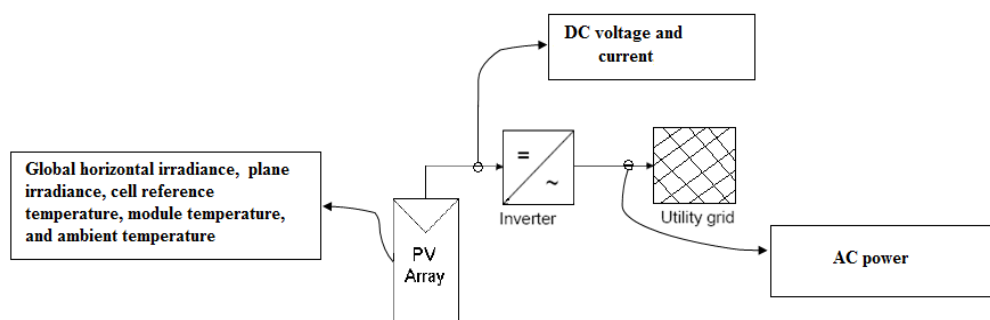 DC voltage and
current
Global horizontal irradiance, plane
irradiance, cell reference
temperature, module temperature,
and ambient temperature
=
~
Inverter
Utility grid
PV
Array
AC power